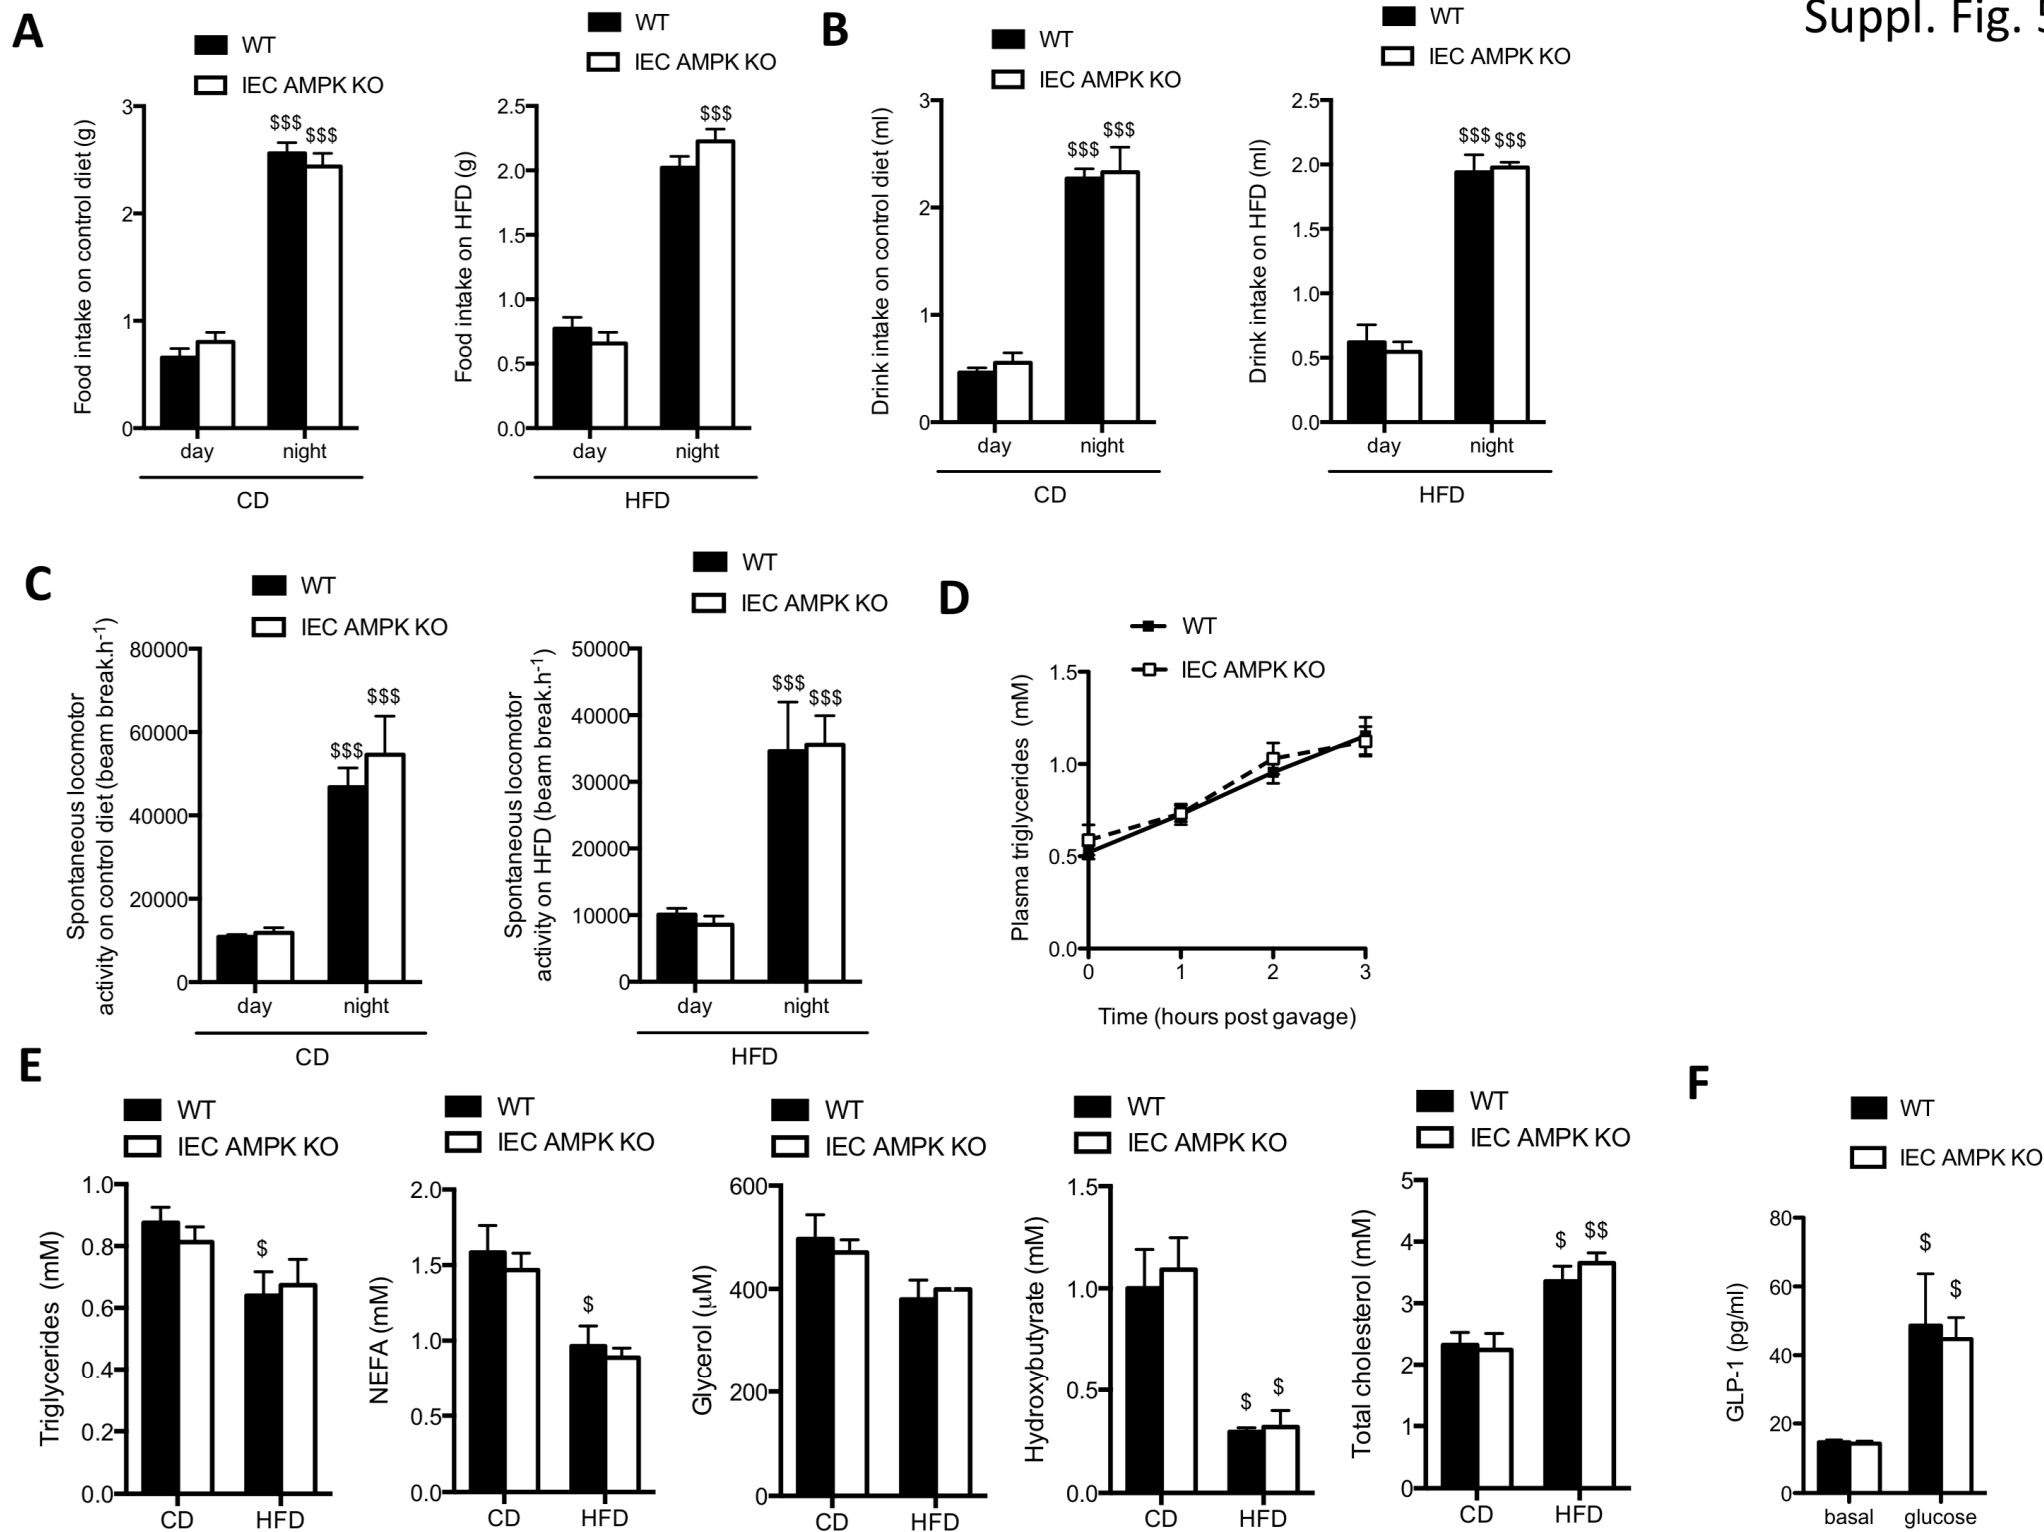 Suppl. Fig. 5
A
WT
IEC AMPK KO
Food intake on control diet (g)
3
2
1
0
$$$
$$$
day
night
CD
WT
IEC AMPK KO
Food intake on HFD (g)
2.5
2.0
1.5
1.0
0.5
0.0
$$$
day
night
HFD
B
WT
IEC AMPK KO
Drink intake on control diet (ml)
3
2
1
0
$$$
$$$
day
night
CD
WT
IEC AMPK KO
Drink intake on HFD (ml)
2.5
2.0
1.5
1.0
0.5
0.0
$$$
$$$
day
night
HFD
C
WT
IEC AMPK KO
Spontaneous locomotor
activity on control diet (beam break.h-1)
80000
60000
40000
20000
0
$$$
$$$
day
night
CD
WT
IEC AMPK KO
Spontaneous locomotor
activity on HFD (beam break.h-1)
50000
40000
30000
20000
10000
0
$$$
$$$
day
night
HFD
D
WT
IEC AMPK KO
Plasma triglycerides (mM)
1.5
1.0
0.5
0.0
0
1
2
3
Time (hours post gavage)
E
WT
IEC AMPK KO
Triglycerides (mM)
1.0
0.8
0.6
0.4
0.2
0.0
$
CD
HFD
WT
IEC AMPK KO
NEFA (mM)
2.0
1.5
1.0
0.5
0.0
$
CD
HFD
WT
IEC AMPK KO
Glycerol (µM)
600
400
200
0
CD
HFD
WT
IEC AMPK KO
Hydroxybutyrate (mM)
1.5
1.0
0.5
0.0
$
$
CD
HFD
WT
IEC AMPK KO
Total cholesterol (mM)
5
4
3
2
1
0
$
$$
CD
HFD
F
WT
IEC AMPK KO
GLP-1 (pg/ml)
80
60
40
20
0
$
$
basal
glucose